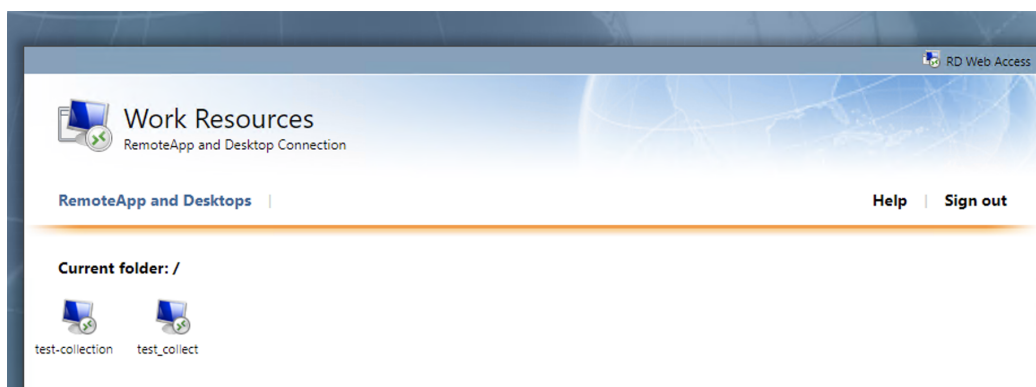 RD Web Access
Work Resources
RemoteApp and Desktop Connection
RemoteApp and Desktops | Help | Sign out
Current folder: /
test-collection test_collect